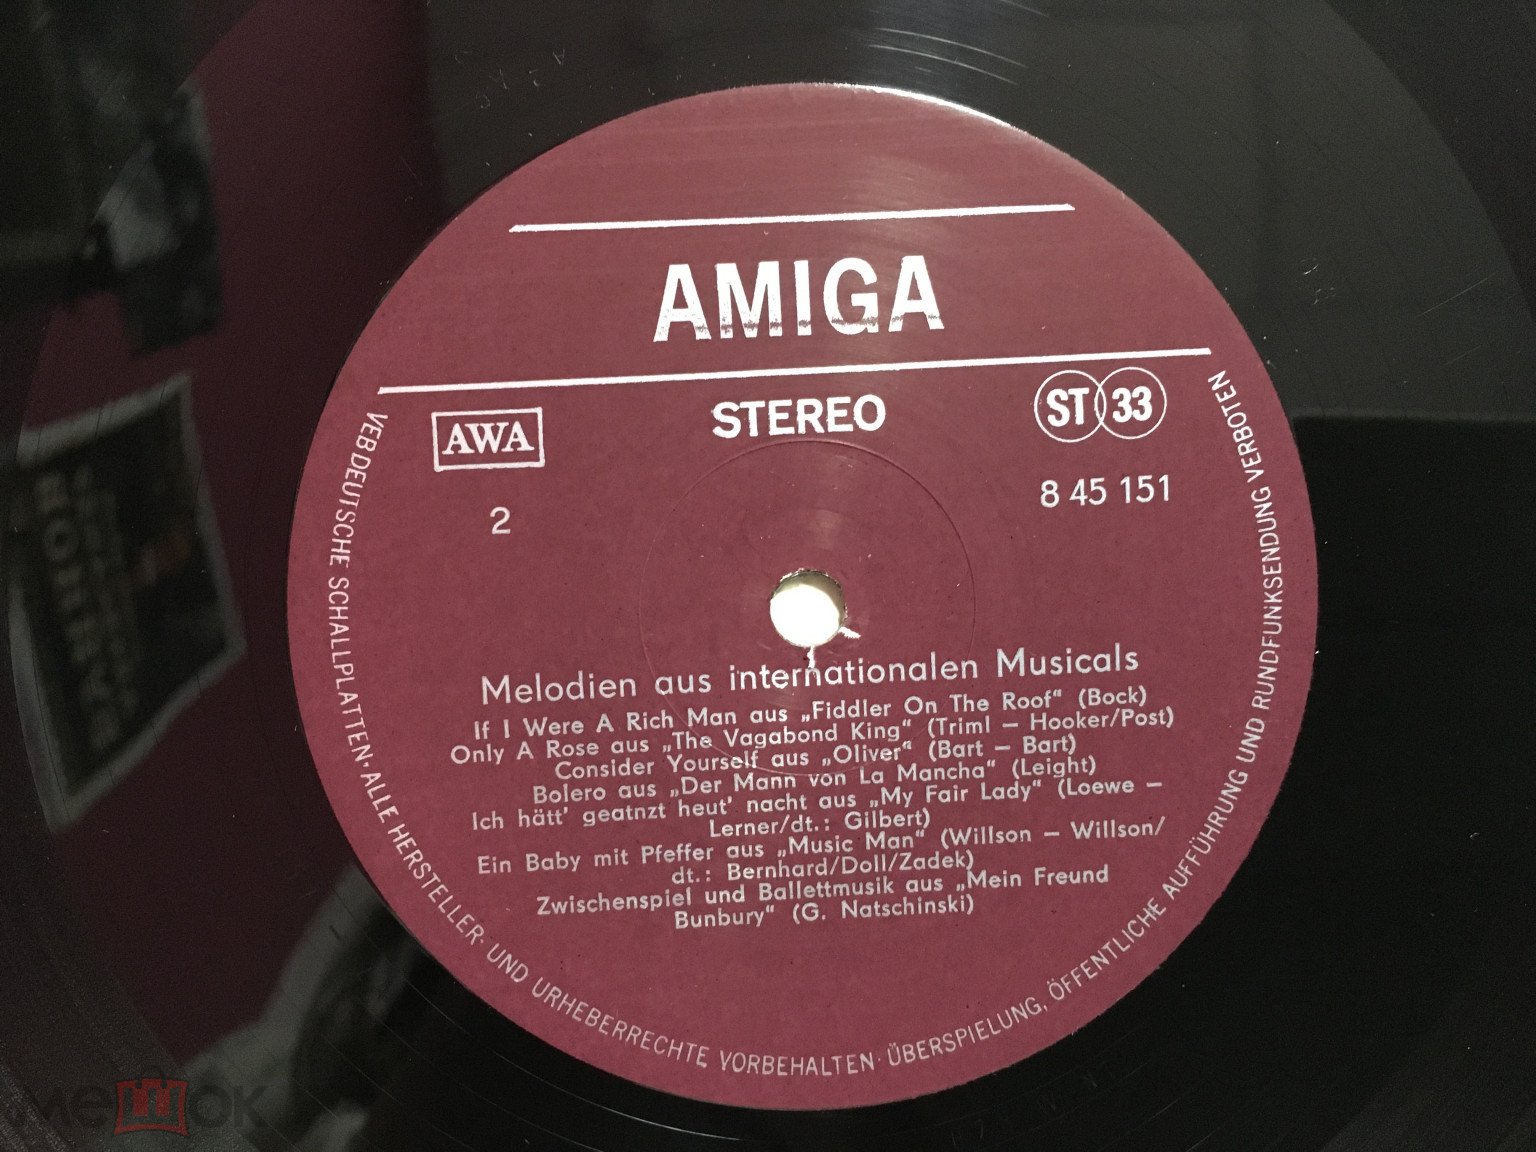 AMIGA
AWA
STEREO
ST 33
2
8 45 151
Melodien aus internationalen Musicals
If I Were A Rich Man aus „Fiddler On The Roof“ (Bock)
Only A Rose aus „The Vagabond King“ (Triml – Hooker/Post)
Consider Yourself aus „Oliver“ (Bart – Bart)
Bolero aus „Der Mann von La Mancha“ (Leight)
Ich hätt’ geatnzt heut’ nacht aus „My Fair Lady“ (Loewe –
Lerner/dt.: Gilbert)
Ein Baby mit Pfeffer aus „Music Man“ (Willson – Willson/
dt.: Bernhard/Doll/Zadek)
Zwischenspiel und Ballettmusik aus „Mein Freund
Bunbury“ (G. Natschinski)
VEB DEUTSCHE SCHALLPLATTEN · ALLE HERSTELLER- UND URHEBERRECHTE VORBEHALTEN · ÜBERSPIELUNG, ÖFFENTLICHE AUFFÜHRUNG UND RUNDFUNKSENDUNG VERBOTEN
мешок